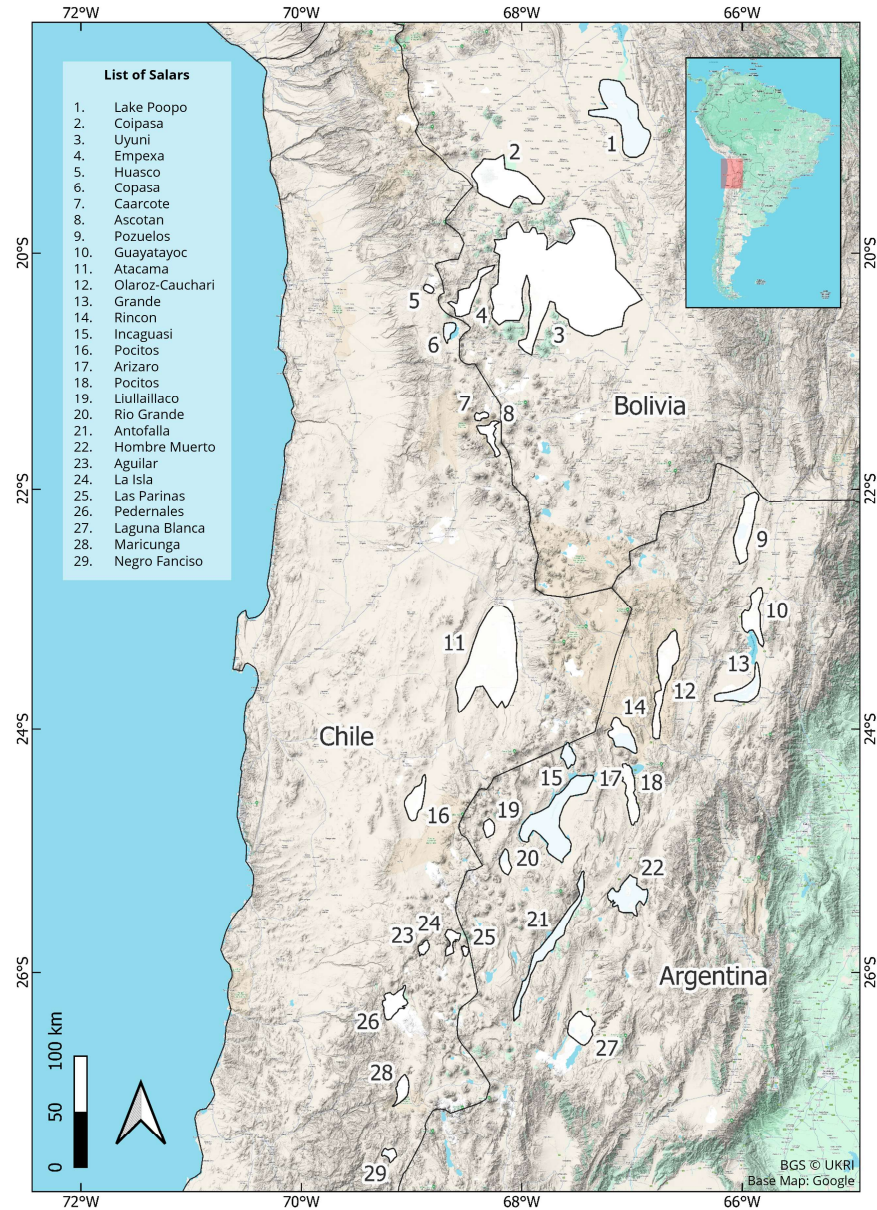 72°W 70°W 68°W 66°W
List of Salars
1. Lake Poopo
2. Coipasa
3. Uyuni
4. Empexa
5. Huasco
6. Copasa
7. Caarcote
8. Ascotan
9. Pozuelos
10. Guayatayoc
11. Atacama
12. Olaroz-Cauchari
13. Grande
14. Rincon
15. Incaguasi
16. Pocitos
17. Arizaro
18. Pocitos
19. Liullaillaco
20. Rio Grande
21. Antofalla
22. Hombre Muerto
23. Aguilar
24. La Isla
25. Las Parinas
26. Pedernales
27. Laguna Blanca
28. Maricunga
29. Negro Fanciso
1
2
20°S
20°S
5
4
3
6
Bolivia
7
8
22°S
22°S
9
10
11
13
12
14
24°S
24°S
Chile
15
17
18
16
19
20
22
21
24
23
25
26°S
26°S
Argentina
26
27
28
29
0 50 100 km
BGS © UKRI
Base Map: Google
72°W 70°W 68°W 66°W